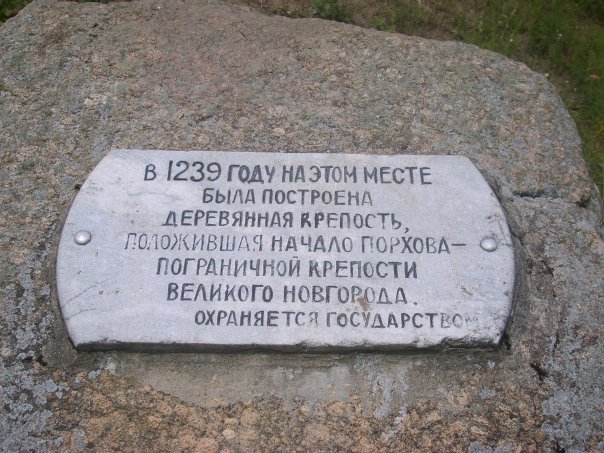 В 1239 ГОДУ НА ЭТОМ МЕСТЕ
БЫЛА ПОСТРОЕНА
ДЕРЕВЯННАЯ КРЕПОСТЬ,
ПОЛОЖИВШАЯ НАЧАЛО ПОРХОВА—
ПОГРАНИЧНОЙ КРЕПОСТИ
ВЕЛИКОГО НОВГОРОДА.
ОХРАНЯЕТСЯ ГОСУДАРСТВОМ